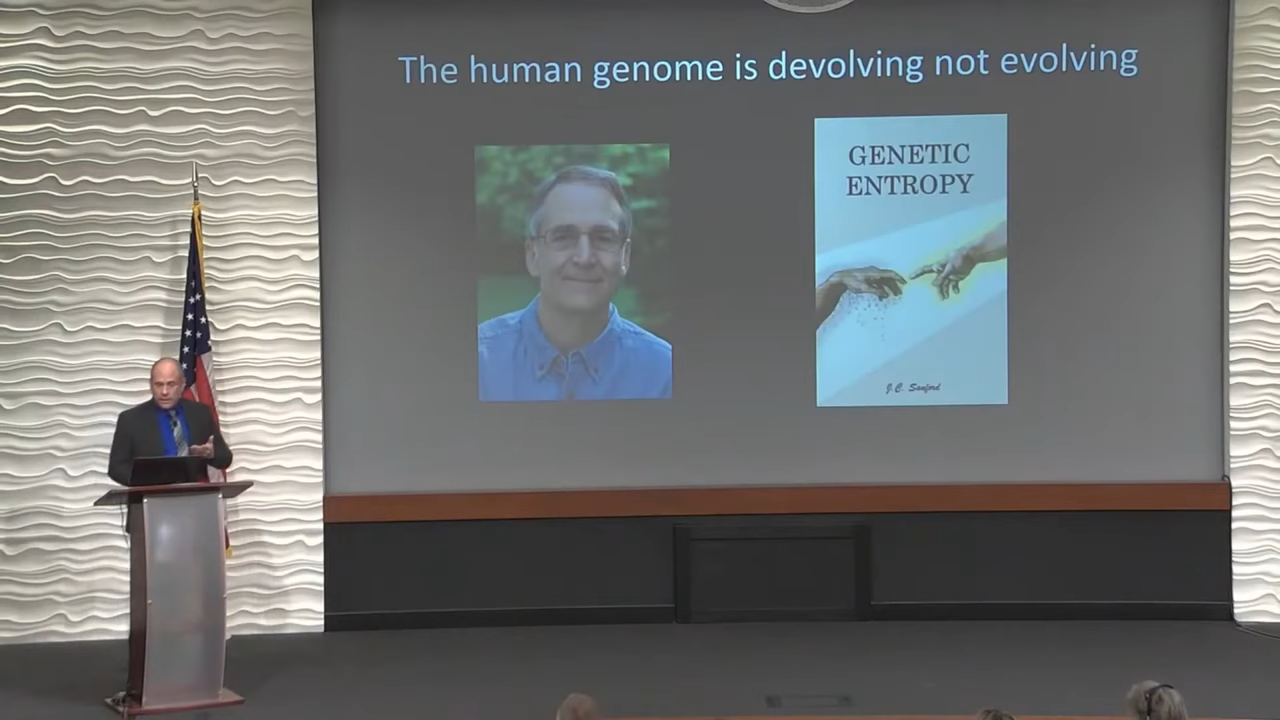 The human genome is devolving not evolving
GENETIC
ENTROPY
J.C. Sanford